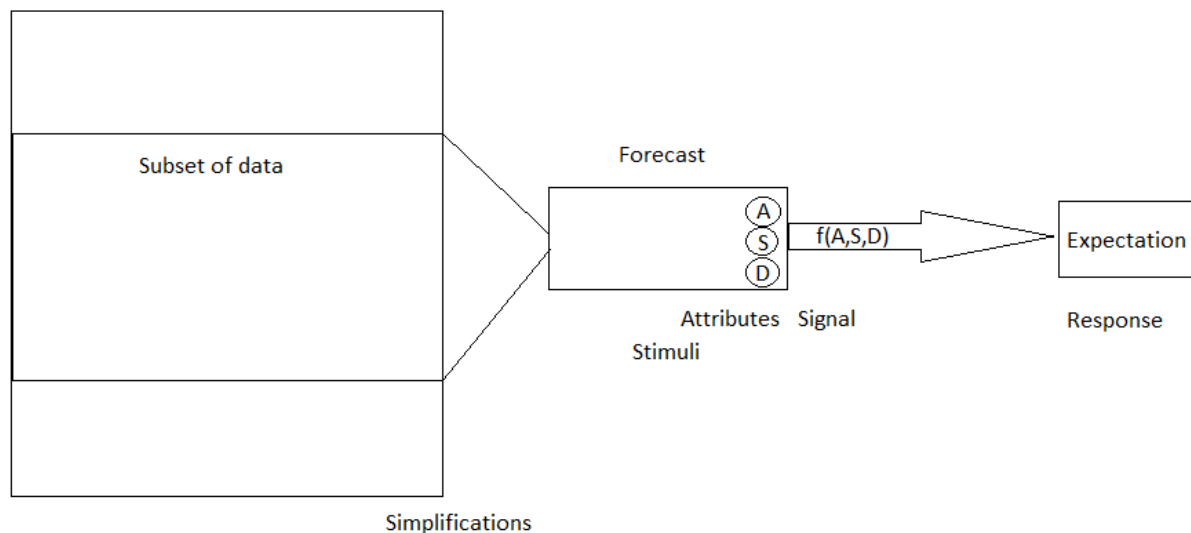 Subset of data
Forecast
A
S
D
f(A,S,D)
Expectation
Attributes Signal
Response
Stimuli
Simplifications